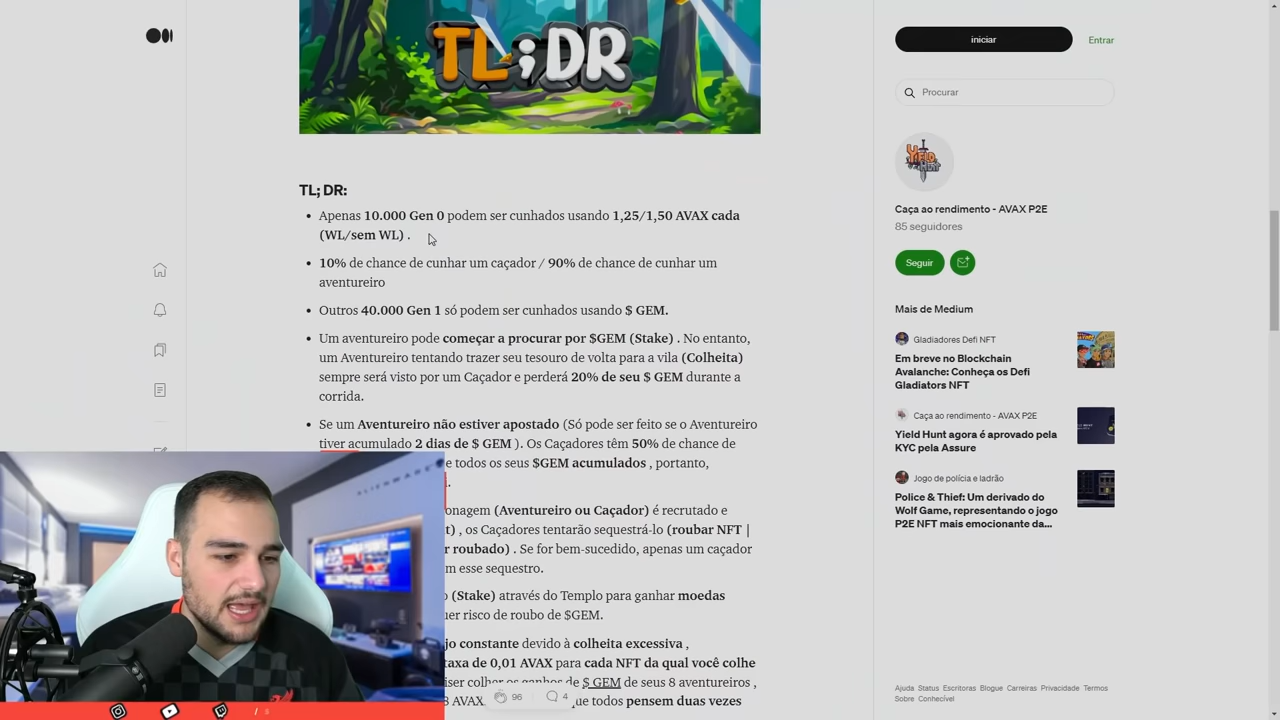 TL;DR
iniciar
Entrar
Procurar
YIELD HUNT
Caça ao rendimento - AVAX P2E
85 seguidores
Seguir
Mais de Medium
Gladiadores Defi NFT
Em breve no Blockchain
Avalanche: Conheça os Defi
Gladiators NFT
Caça ao rendimento - AVAX P2E
Yield Hunt agora é aprovado pela
KYC pela Assure
Jogo de polícia e ladrão
Police & Thief: Um derivado do
Wolf Game, representando o jogo
P2E NFT mais emocionante da...
TL; DR:
Apenas 10.000 Gen 0 podem ser cunhados usando 1,25/1,50 AVAX cada
(WL/sem WL) .
10% de chance de cunhar um caçador / 90% de chance de cunhar um
aventureiro
Outros 40.000 Gen 1 só podem ser cunhados usando $ GEM.
Um aventureiro pode começar a procurar por $GEM (Stake) . No entanto,
um Aventureiro tentando trazer seu tesouro de volta para a vila (Colheita)
sempre será visto por um Caçador e perderá 20% de seu $ GEM durante a
corrida.
Se um Aventureiro não estiver apostado (Só pode ser feito se o Aventureiro
tiver acumulado 2 dias de $ GEM ). Os Caçadores têm 50% de chance de
e todos os seus $GEM acumulados , portanto,
onagem (Aventureiro ou Caçador) é recrutado e
, os Caçadores tentarão sequestrá-lo (roubar NFT |
r roubado) . Se for bem-sucedido, apenas um caçador
m esse sequestro.
(Stake) através do Templo para ganhar moedas
uer risco de roubo de $GEM.
jo constante devido à colheita excessiva ,
taxa de 0,01 AVAX para cada NFT da qual você colhe
iser colher os ganhos de $ GEM de seus 8 aventureiros ,
8 AVAX que todos pensem duas vezes
96
4
Ajuda Status Escritoras Blogue Carreiras Privacidade Termos
Sobre Conhecível
ALIENWARE